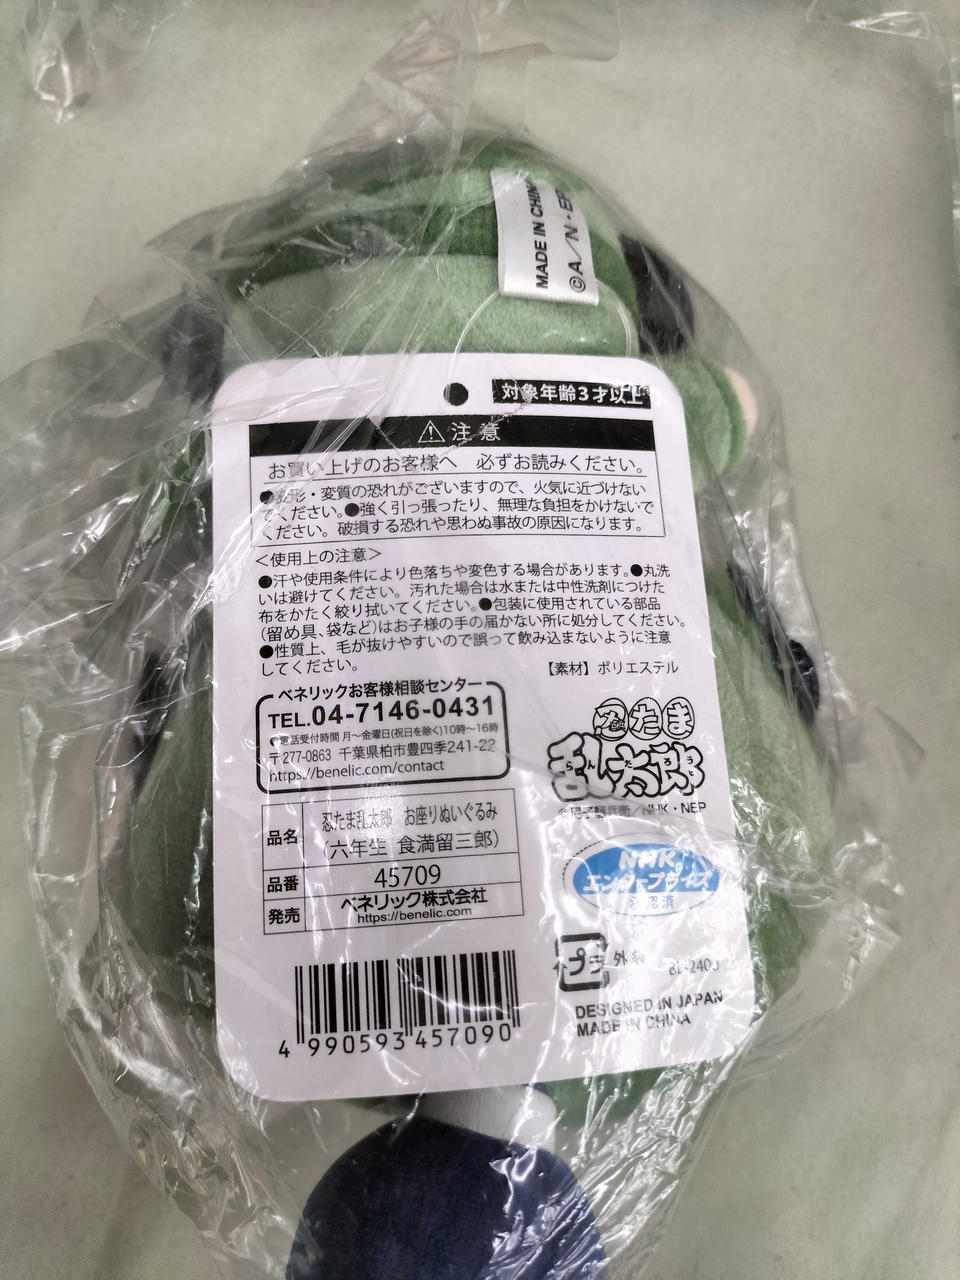 MADE IN CHINA
©A/N・EP
対象年齢3才以上
⚠注意
お買い上げのお客様へ 必ずお読みください。
●変形・変質の恐れがございますので、火気に近づけない
でください。●強く引っ張ったり、無理な負担をかけないで
ください。破損する恐れや思わぬ事故の原因になります。
＜使用上の注意＞
●汗や使用条件により色落ちや変色する場合があります。●丸洗
いは避けてください。汚れた場合は水または中性洗剤につけた
布をかたく絞り拭いてください。●包装に使用されている部品
(留め具、袋など)はお子様の手の届かない所に処分してください。
●性質上、毛が抜けやすいので誤って飲み込まないように注意
してください。
【素材】ポリエステル
ベネリックお客様相談センター
TEL.04-7146-0431
●電話受付時間 月～金曜日(祝日を除く)10時～16時
〒277-0863 千葉県柏市豊四季241-22
https://benelic.com/contact
忍たま
乱太郎
らんたろう
©尼子騒兵衛／NHK・NEP
品名 忍たま乱太郎 お座りぬいぐるみ
(六年生 食満留三郎)
品番 45709
発売 ベネリック株式会社
https://benelic.com
NHK
エンタープライズ
承認済
プラ 外袋
BL-2400
DESIGNED IN JAPAN
MADE IN CHINA
4 990593 457090